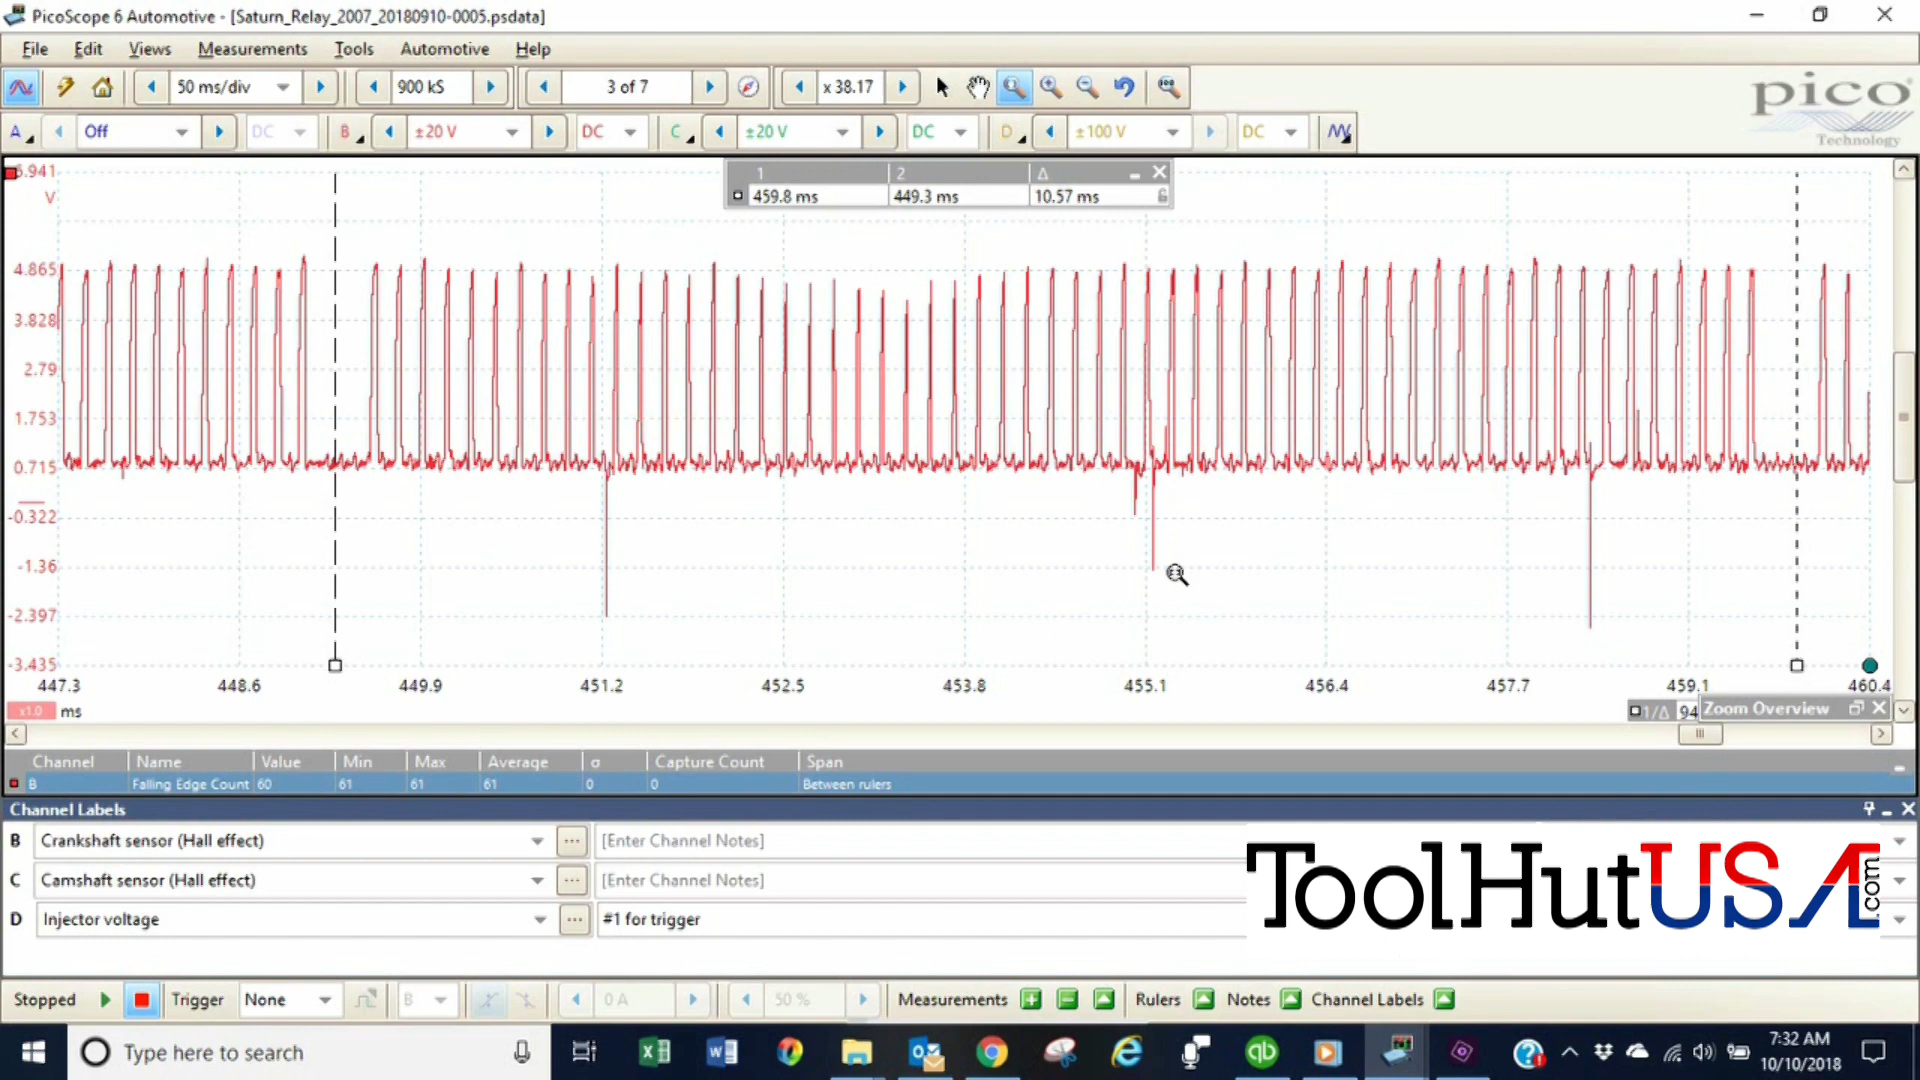 PicoScope 6 Automotive - [Saturn_Relay_2007_20180910-0005.psdata]
File Edit Views Measurements Tools Automotive Help
50 ms/div 900 kS 3 of 7 x 38.17
A Off DC B ±20 V DC C ±20 V DC D ±100 V DC
pico
Technology
1 2 Δ
459.8 ms 449.3 ms 10.57 ms
6.941
V
4.865
3.828
2.79
1.753
0.715
-0.322
-1.36
-2.397
-3.435
447.3 448.6 449.9 451.2 452.5 453.8 455.1 456.4 457.7 459.1 460.4
x1.0 ms
1/Δ 94 Zoom Overview
Channel Name Value Min Max Average σ Capture Count Span
B Falling Edge Count 60 61 61 61 0 0 Between rulers
Channel Labels
B Crankshaft sensor (Hall effect) ... [Enter Channel Notes]
C Camshaft sensor (Hall effect) ... [Enter Channel Notes]
D Injector voltage ... #1 for trigger
ToolHutUSA.com
Stopped Trigger None B 0 A 50 % Measurements Rulers Notes Channel Labels
Type here to search
7:32 AM
10/10/2018